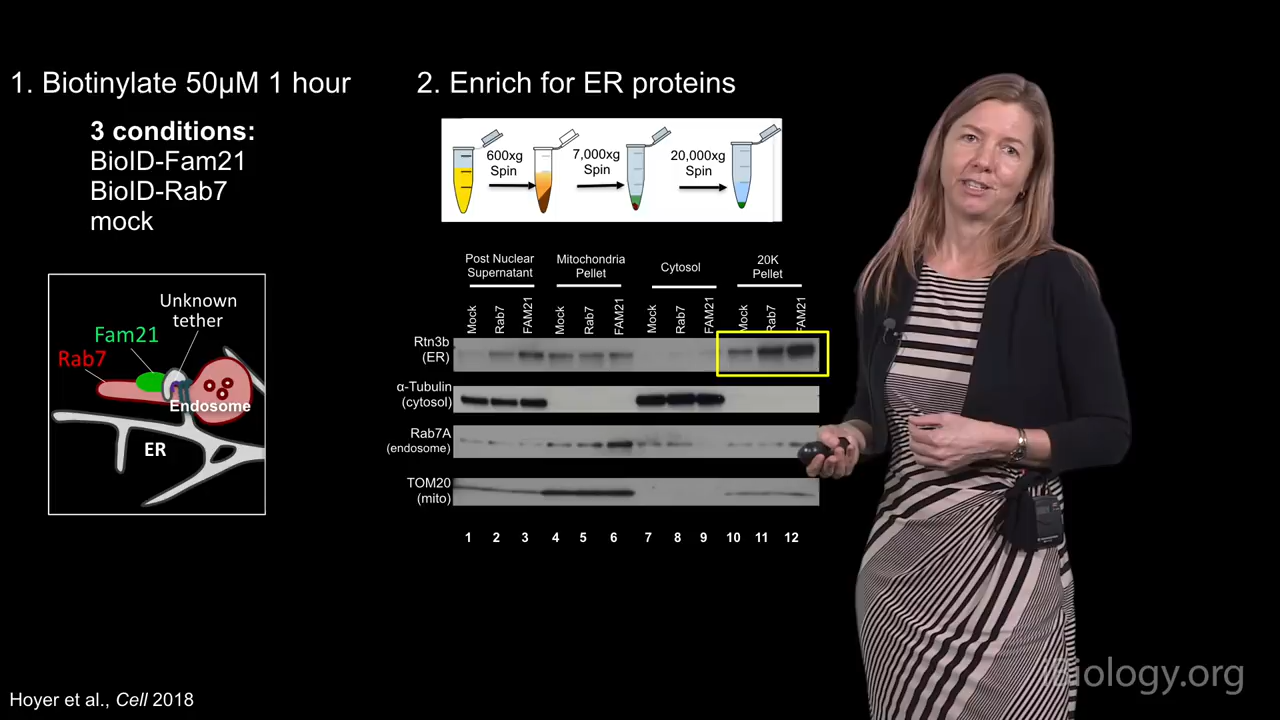 1. Biotinylate 50µM 1 hour
3 conditions:
BioID-Fam21
BioID-Rab7
mock
Unknown
tether
Fam21
Rab7
Endosome
ER
2. Enrich for ER proteins
600xg
Spin
7,000xg
Spin
20,000xg
Spin
Post Nuclear
Supernatant
Mitochondria
Pellet
Cytosol
20K
Pellet
Mock Rab7 FAM21 Mock Rab7 FAM21 Mock Rab7 FAM21 Mock Rab7 FAM21
Rtn3b
(ER)
α-Tubulin
(cytosol)
Rab7A
(endosome)
TOM20
(mito)
1 2 3 4 5 6 7 8 9 10 11 12
Hoyer et al., Cell 2018
iBiology.org